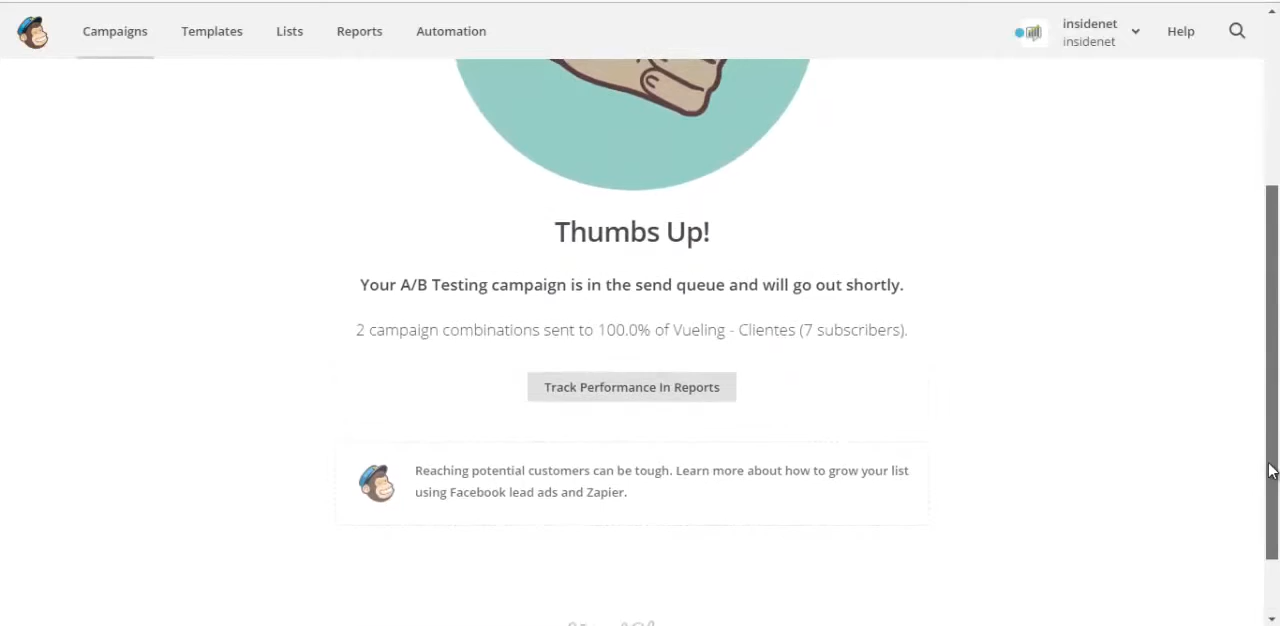 Campaigns
Templates
Lists
Reports
Automation
insidenet
insidenet
Help
Thumbs Up!
Your A/B Testing campaign is in the send queue and will go out shortly.
2 campaign combinations sent to 100.0% of Vueling - Clientes (7 subscribers).
Track Performance In Reports
Reaching potential customers can be tough. Learn more about how to grow your list
using Facebook lead ads and Zapier.